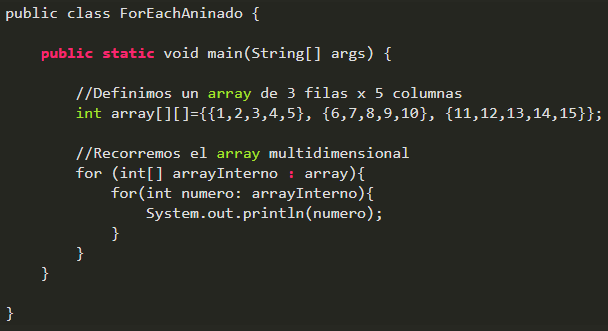 public class ForEachAninado {
public static void main(String[] args) {
//Definimos un array de 3 filas x 5 columnas
int array[][]={{1,2,3,4,5}, {6,7,8,9,10}, {11,12,13,14,15}};
//Recorremos el array multidimensional
for (int[] arrayInterno : array){
for(int numero: arrayInterno){
System.out.println(numero);
}
}
}
}